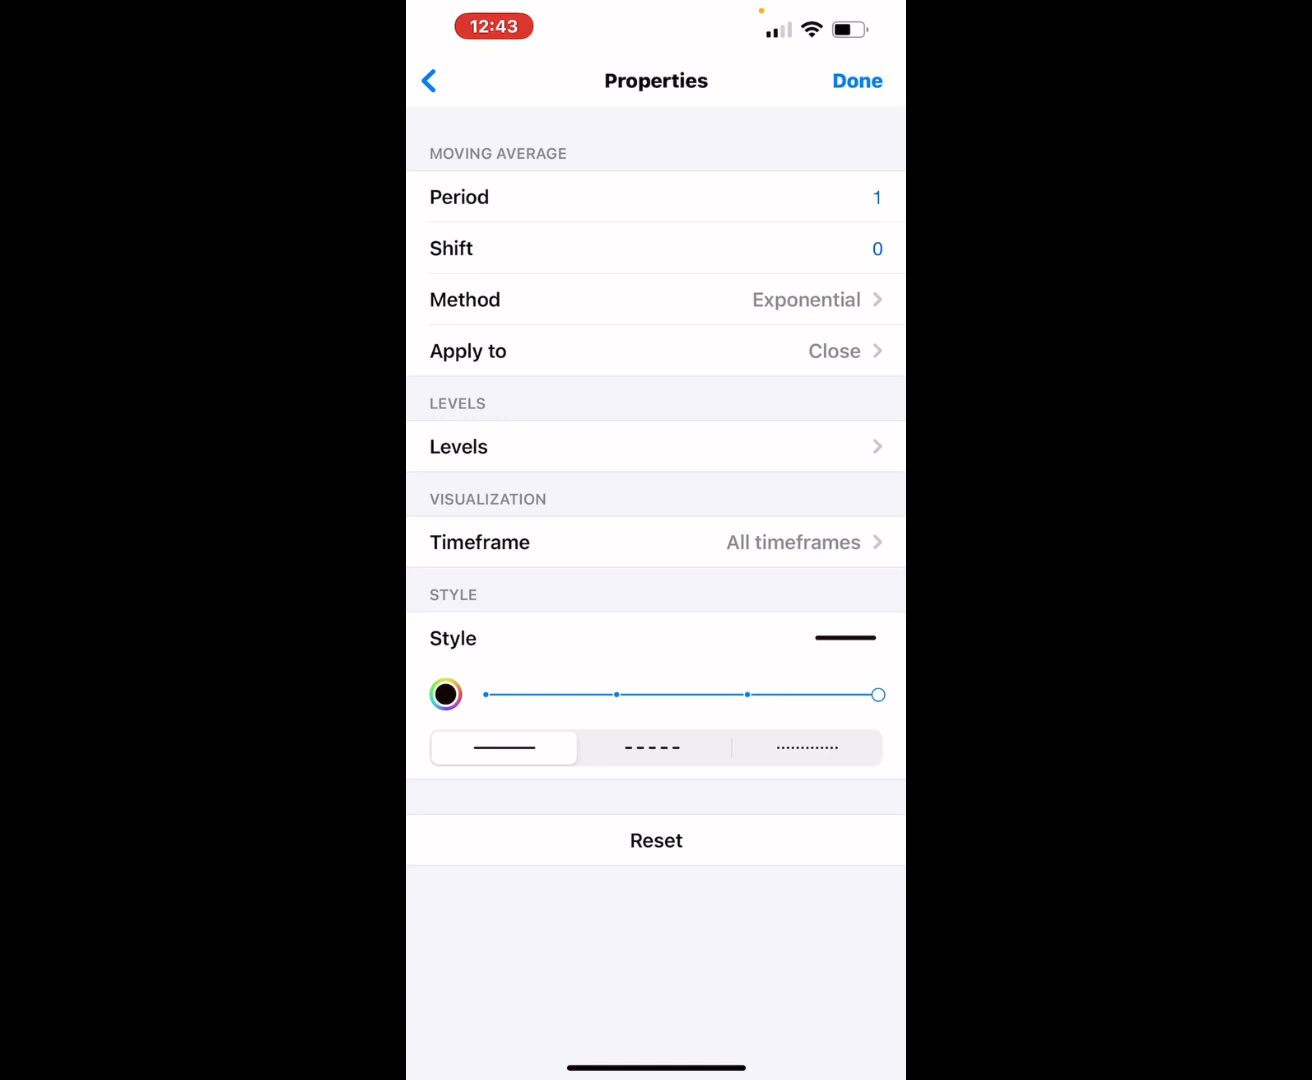 12:43
Properties
Done
MOVING AVERAGE
Period 1
Shift 0
Method Exponential
Apply to Close
LEVELS
Levels
VISUALIZATION
Timeframe All timeframes
STYLE
Style
Reset